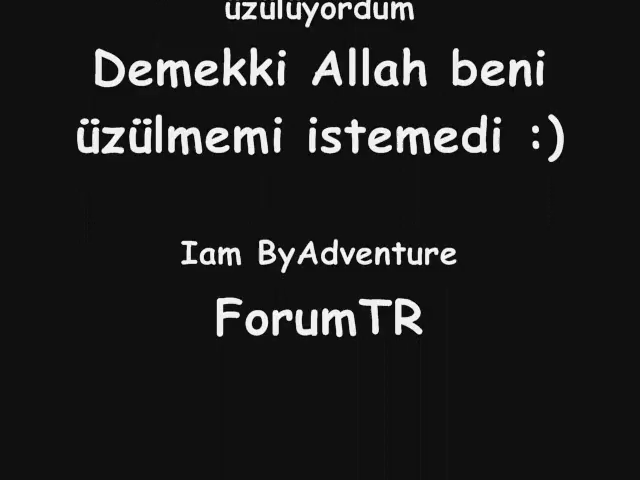 üzülüyordum
Demekki Allah beni
üzülmemi istemedi :)
Iam ByAdventure
ForumTR